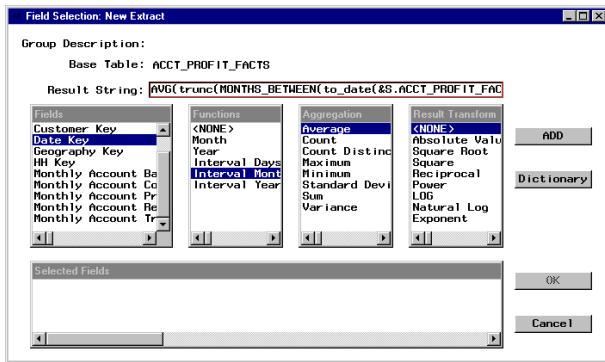 Field Selection: New Extract
Group Description:
Base Table: ACCT_PROFIT_FACTS
Result String: AVG(trunc(MONTHS_BETWEEN(to_date(&S.ACCT_PROFIT_FAC
Fields
Customer Key
Date Key
Geography Key
HH Key
Monthly Account Ba
Monthly Account Co
Monthly Account Pr
Monthly Account Re
Monthly Account Tr
Functions
<NONE>
Month
Year
Interval Days
Interval Mont
Interval Year
Aggregation
Average
Count
Count Distinc
Maximum
Minimum
Standard Devi
Sum
Variance
Result Transform
<NONE>
Absolute Valu
Square Root
Square
Reciprocal
Power
LOG
Natural Log
Exponent
ADD
Dictionary
Selected Fields
OK
Cancel